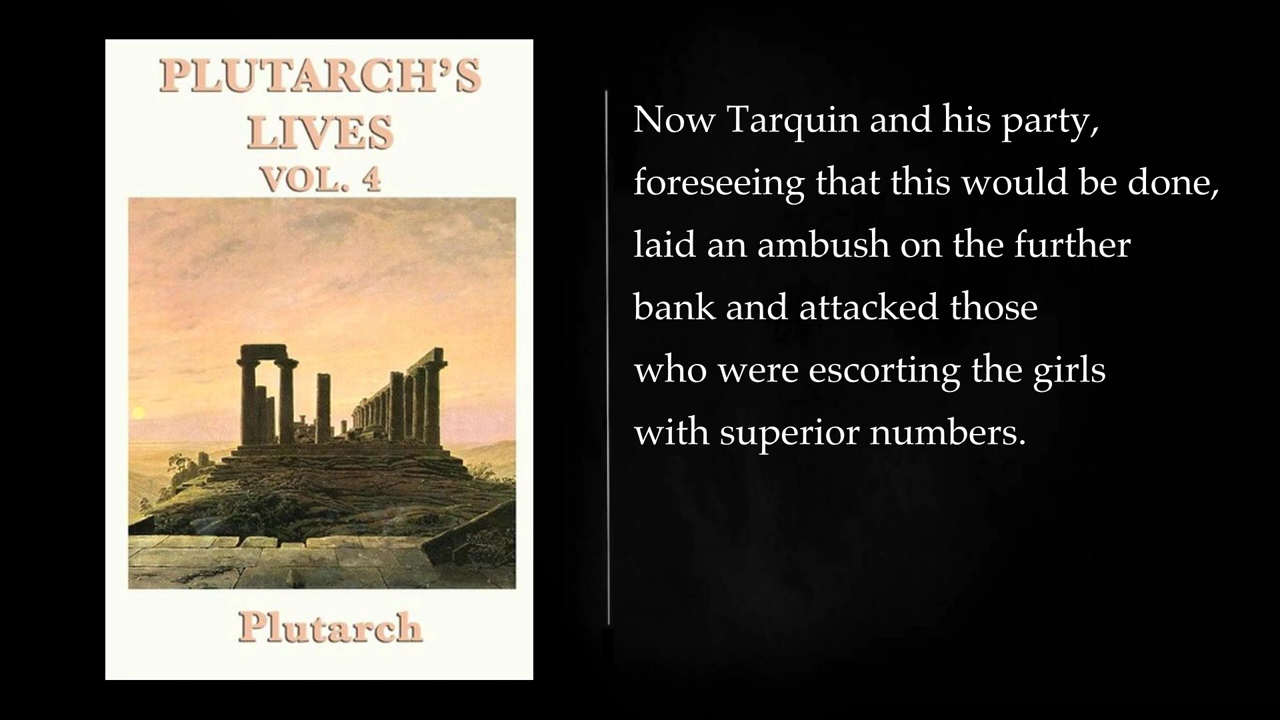 PLUTARCH'S
LIVES
VOL. 4
Plutarch
Now Tarquin and his party,
foreseeing that this would be done,
laid an ambush on the further
bank and attacked those
who were escorting the girls
with superior numbers.